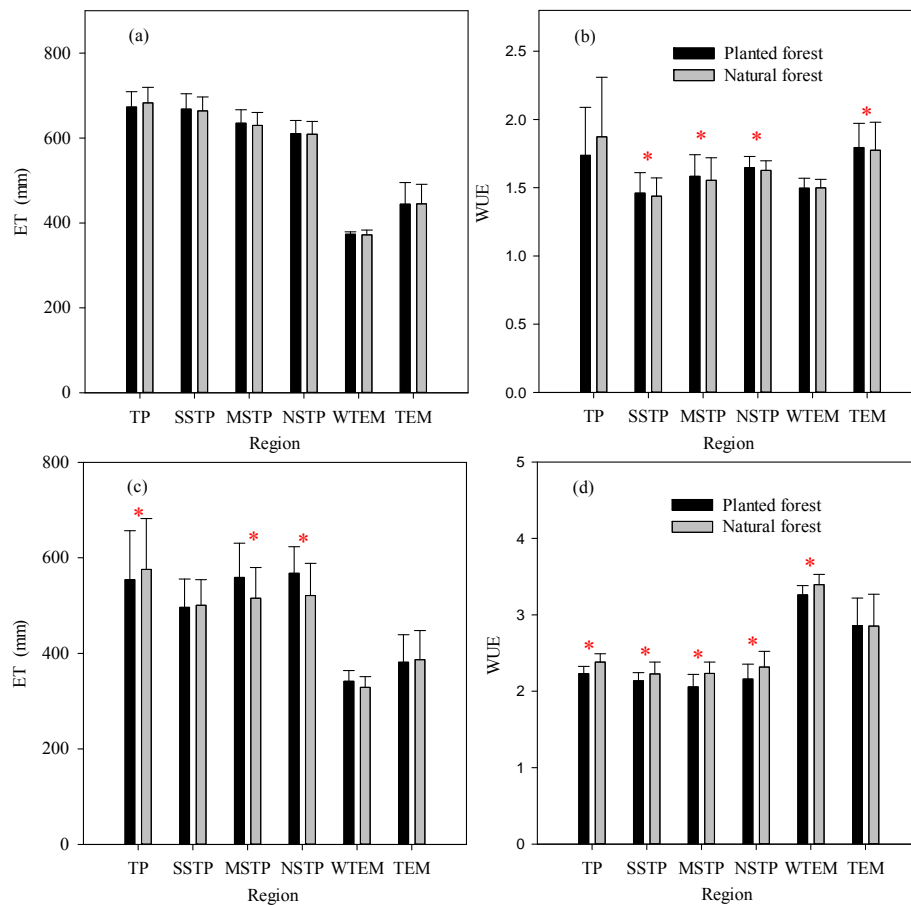 (a)
ET (mm)
800
600
400
200
0
TP SSTP MSTP NSTP WTEM TEM
Region
(b)
Planted forest
Natural forest
WUE
2.5
2.0
1.5
1.0
0.5
0.0
* * * *
TP SSTP MSTP NSTP WTEM TEM
Region
(c)
ET (mm)
800
600
400
200
0
* * *
TP SSTP MSTP NSTP WTEM TEM
Region
(d)
Planted forest
Natural forest
WUE
5
4
3
2
1
0
* * * * *
TP SSTP MSTP NSTP WTEM TEM
Region